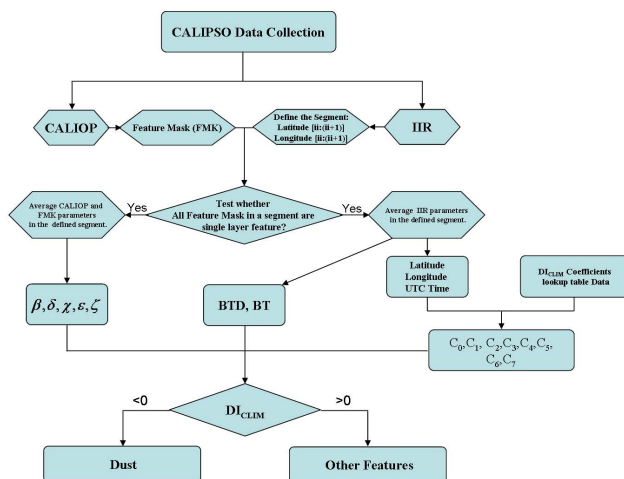 CALIPSO Data Collection
CALIOP
Feature Mask (FMK)
Define the Segment:
Latitude [ii:(ii+1)]
Longitude [ii:(ii+1)]
IIR
Average CALIOP and
FMK parameters
in the defined segment.
Yes
Test whether
All Feature Mask in a segment are
single layer feature?
Yes
Average IIR parameters
in the defined segment.
β,δ,χ,ε,ζ
BTD, BT
Latitude
Longitude
UTC Time
DI_CLIM Coefficients
lookup table Data
C₀,C₁, C₂,C₃,C₄,C₅,
C₆,C₇
<0
DI_CLIM
>0
Dust
Other Features